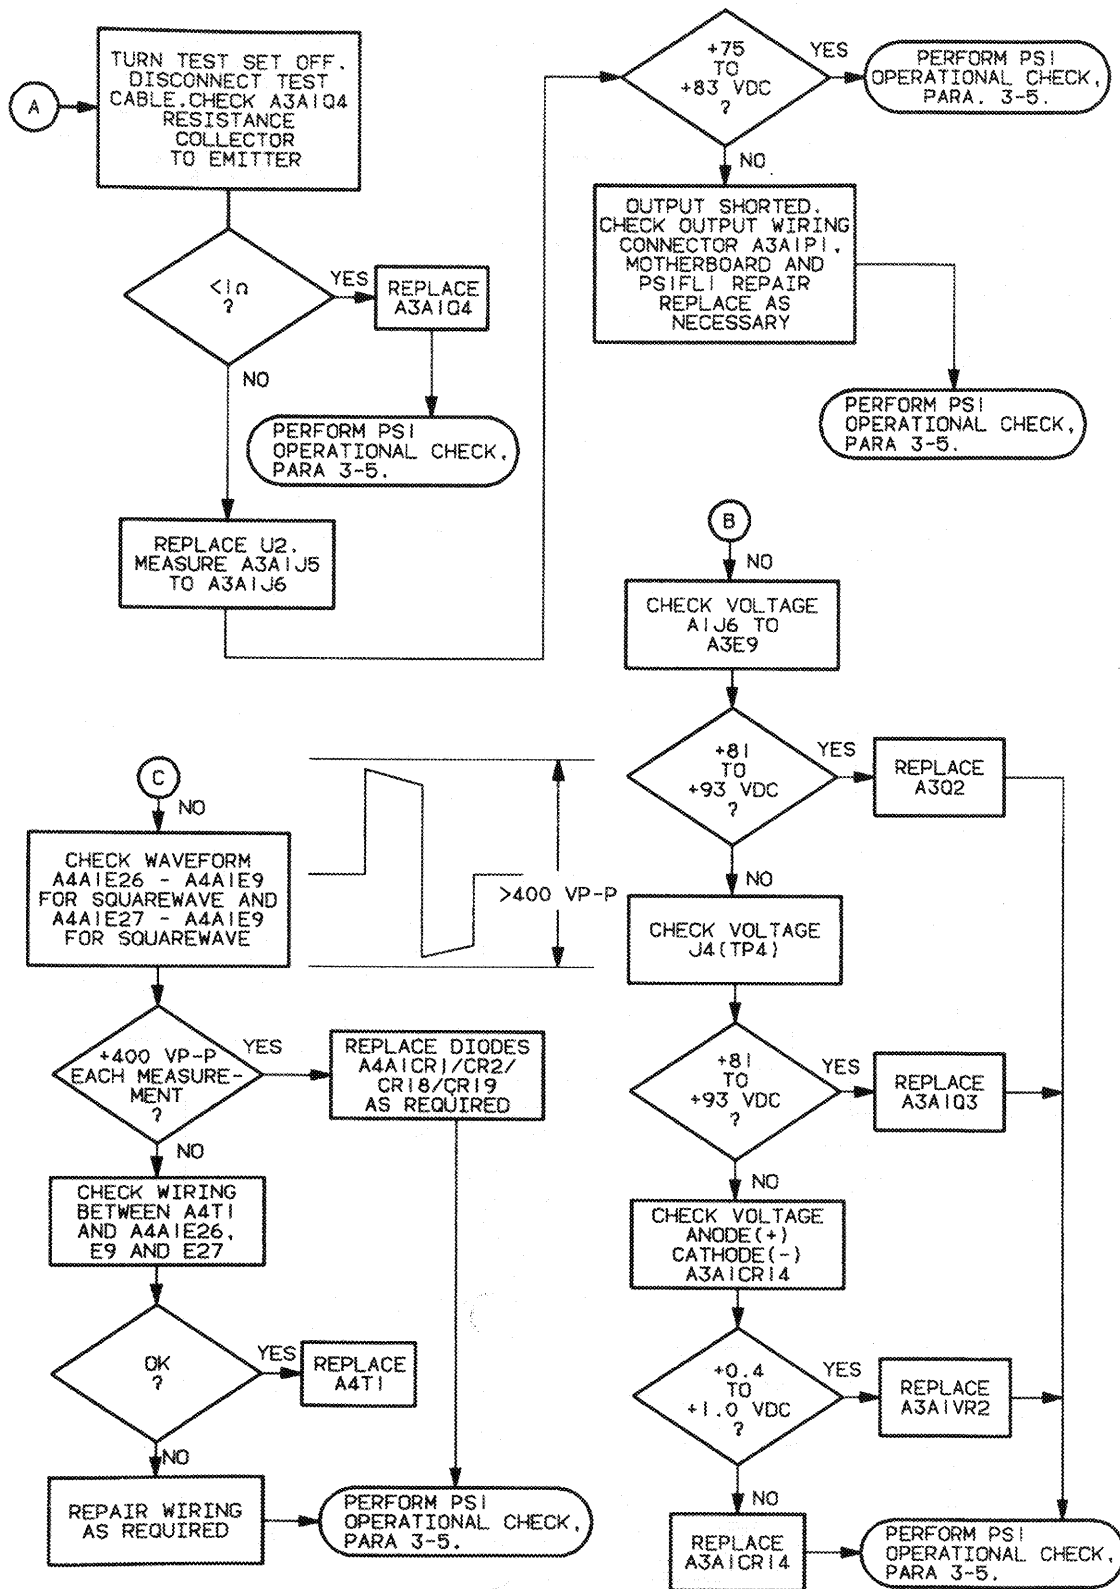 A
TURN TEST SET OFF.
DISCONNECT TEST
CABLE.CHECK A3A1Q4
RESISTANCE
COLLECTOR
TO EMITTER
<1Ω
?
YES
REPLACE
A3A1Q4
NO
PERFORM PS1
OPERATIONAL CHECK,
PARA 3-5.
REPLACE U2.
MEASURE A3A1J5
TO A3A1J6
+75
TO
+83 VDC
?
YES
PERFORM PS1
OPERATIONAL CHECK,
PARA. 3-5.
NO
OUTPUT SHORTED.
CHECK OUTPUT WIRING
CONNECTOR A3A1P1,
MOTHERBOARD AND
PS1FL1 REPAIR
REPLACE AS
NECESSARY
PERFORM PS1
OPERATIONAL CHECK,
PARA 3-5.
B
NO
CHECK VOLTAGE
A1J6 TO
A3E9
+81
TO
+93 VDC
?
YES
REPLACE
A3Q2
NO
CHECK VOLTAGE
J4(TP4)
+81
TO
+93 VDC
?
YES
REPLACE
A3A1Q3
NO
CHECK VOLTAGE
ANODE(+)
CATHODE(-)
A3A1CR14
+0.4
TO
+1.0 VDC
?
YES
REPLACE
A3A1VR2
NO
REPLACE
A3A1CR14
PERFORM PS1
OPERATIONAL CHECK,
PARA 3-5.
C
NO
CHECK WAVEFORM
A4A1E26 - A4A1E9
FOR SQUAREWAVE AND
A4A1E27 - A4A1E9
FOR SQUAREWAVE
>400 VP-P
+400 VP-P
EACH MEASURE-
MENT
?
YES
REPLACE DIODES
A4A1CR1/CR2/
CR18/CR19
AS REQUIRED
NO
CHECK WIRING
BETWEEN A4T1
AND A4A1E26,
E9 AND E27
OK
?
YES
REPLACE
A4T1
NO
REPAIR WIRING
AS REQUIRED
PERFORM PS1
OPERATIONAL CHECK,
PARA 3-5.